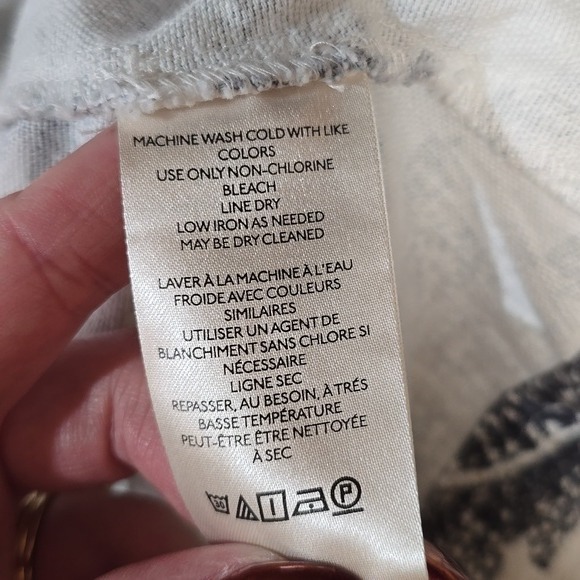 MACHINE WASH COLD WITH LIKE
COLORS
USE ONLY NON-CHLORINE
BLEACH
LINE DRY
LOW IRON AS NEEDED
MAY BE DRY CLEANED
LAVER À LA MACHINE À L'EAU
FROIDE AVEC COULEURS
SIMILAIRES
UTILISER UN AGENT DE
BLANCHIMENT SANS CHLORE SI
NÉCESSAIRE
LIGNE SEC
REPASSER, AU BESOIN, À TRÉS
BASSE TEMPÉRATURE
PEUT-ÊTRE ÊTRE NETTOYÉE
À SEC
30 P